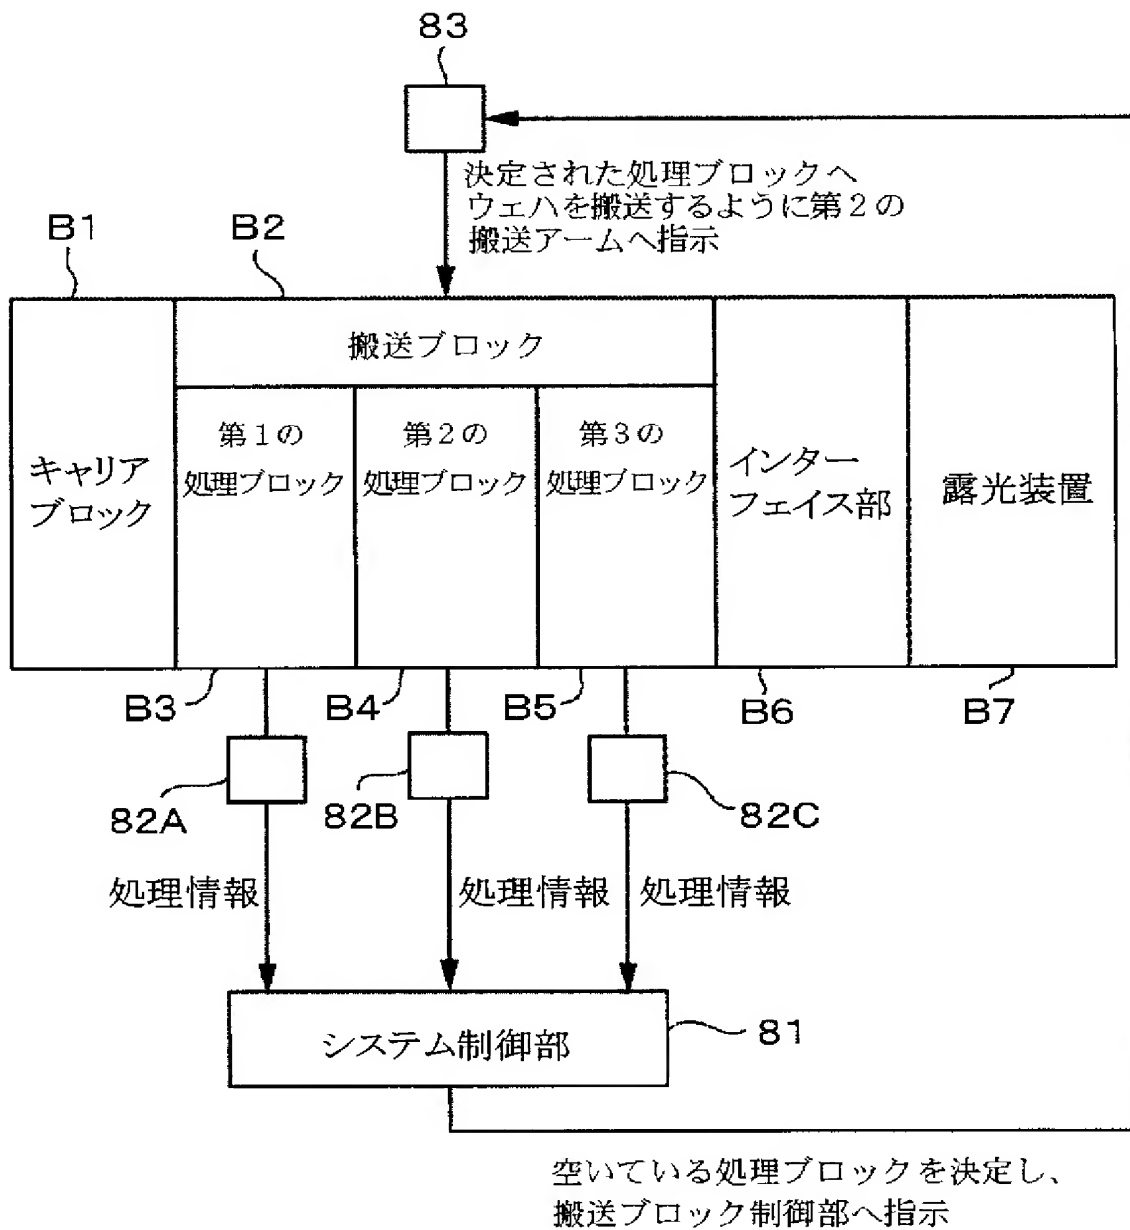 83
決定された処理ブロックへ
ウェハを搬送するように第2の
搬送アームへ指示
B1
B2
搬送ブロック
キャリア
ブロック
第1の
処理ブロック
第2の
処理ブロック
第3の
処理ブロック
インター
フェイス部
露光装置
B3
B4
B5
B6
B7
82A
82B
82C
処理情報
処理情報
処理情報
システム制御部
81
空いている処理ブロックを決定し、
搬送ブロック制御部へ指示